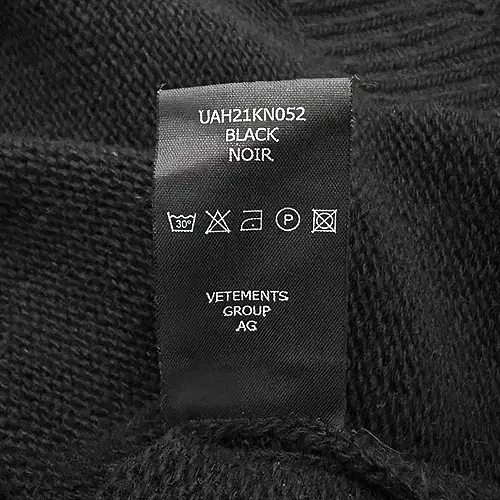 UAH21KN052
BLACK
NOIR
30°
P
VETEMENTS
GROUP
AG